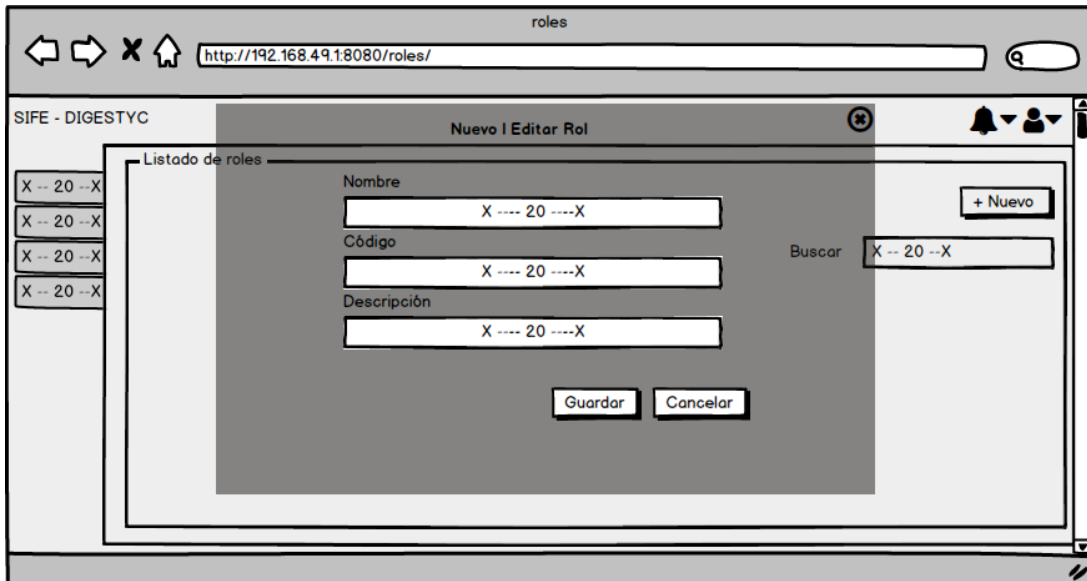 roles
http://192.168.49.1:8080/roles/
SIFE - DIGESTYC
Nuevo | Editar Rol
Listado de roles
Nombre
X -- 20 --X
X ---- 20 ----X
+ Nuevo
X -- 20 --X
Código
Buscar
X -- 20 --X
X -- 20 --X
X ---- 20 ----X
X -- 20 --X
Descripción
X ---- 20 ----X
Guardar
Cancelar